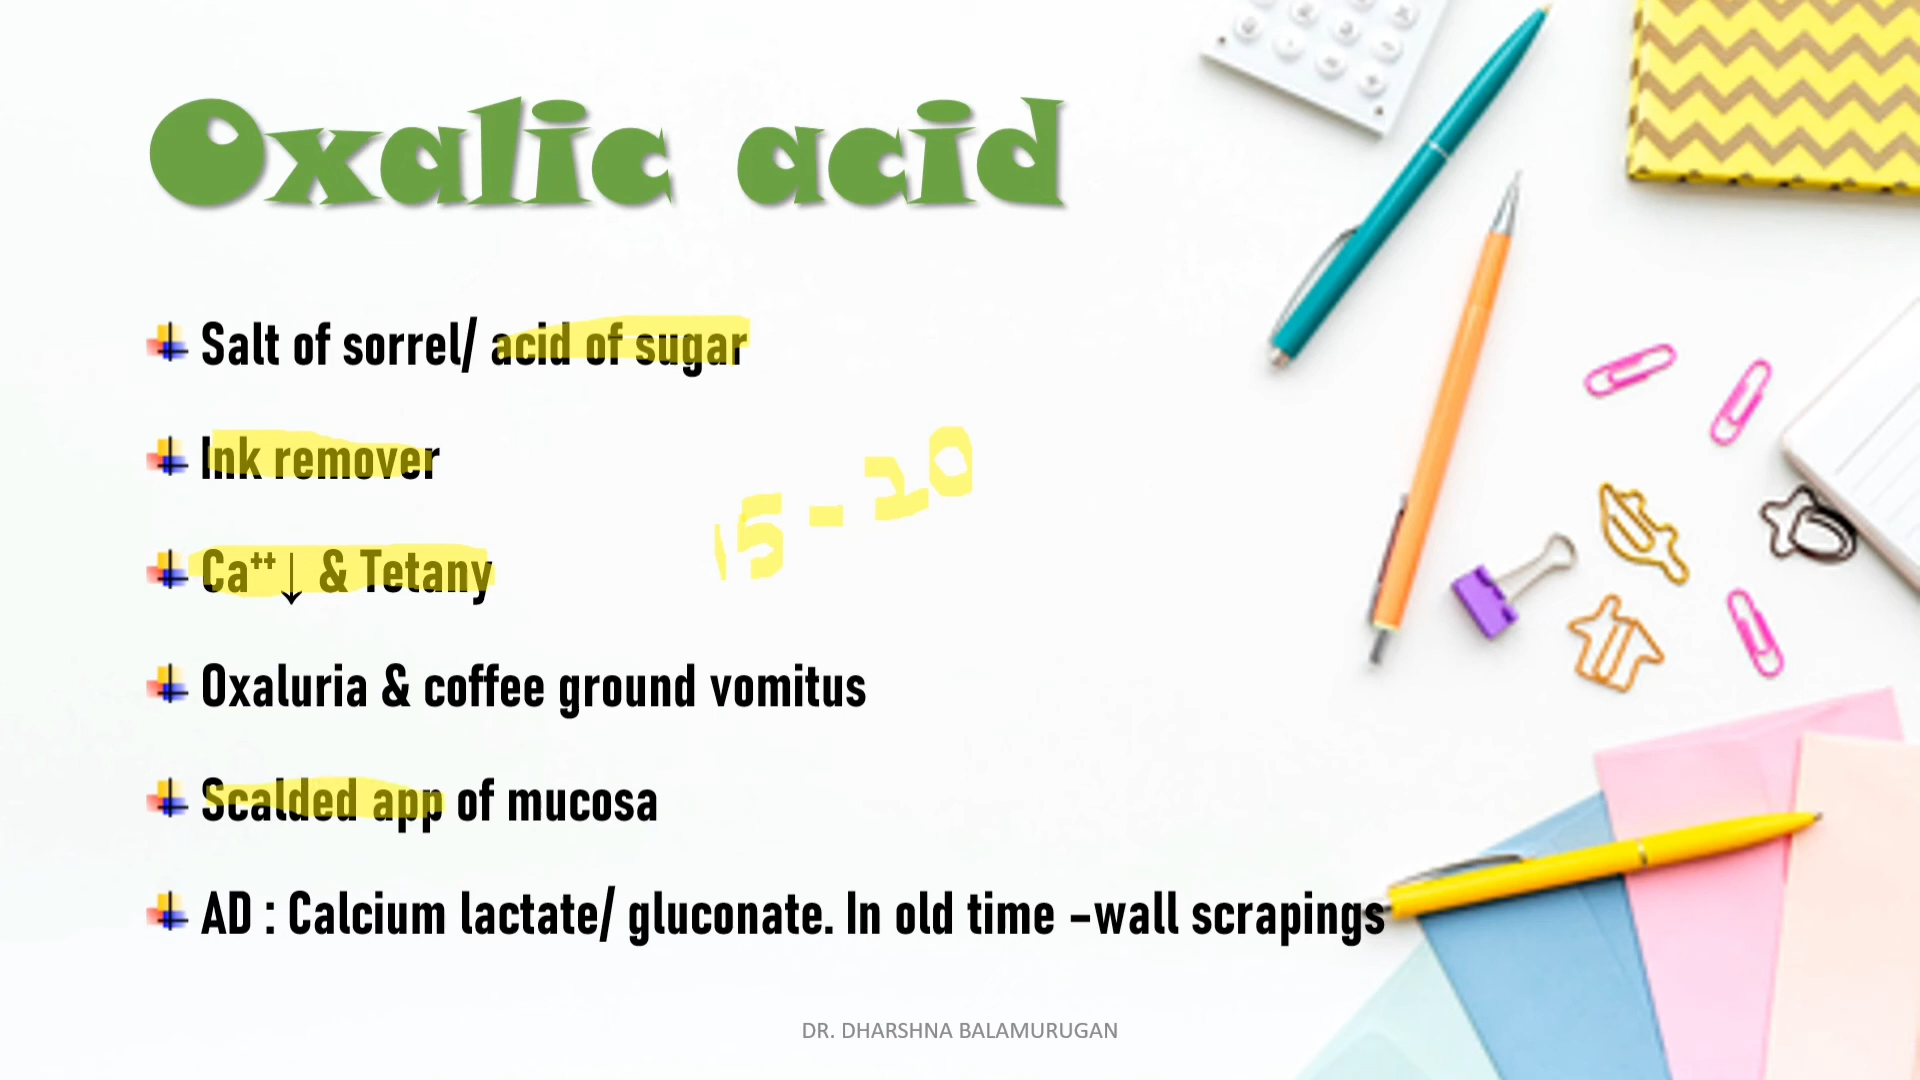 Oxalic acid
Salt of sorrel/ acid of sugar
Ink remover
15 - 20
Ca⁺⁺↓ & Tetany
Oxaluria & coffee ground vomitus
Scalded app of mucosa
AD : Calcium lactate/ gluconate. In old time –wall scrapings
DR. DHARSHNA BALAMURUGAN